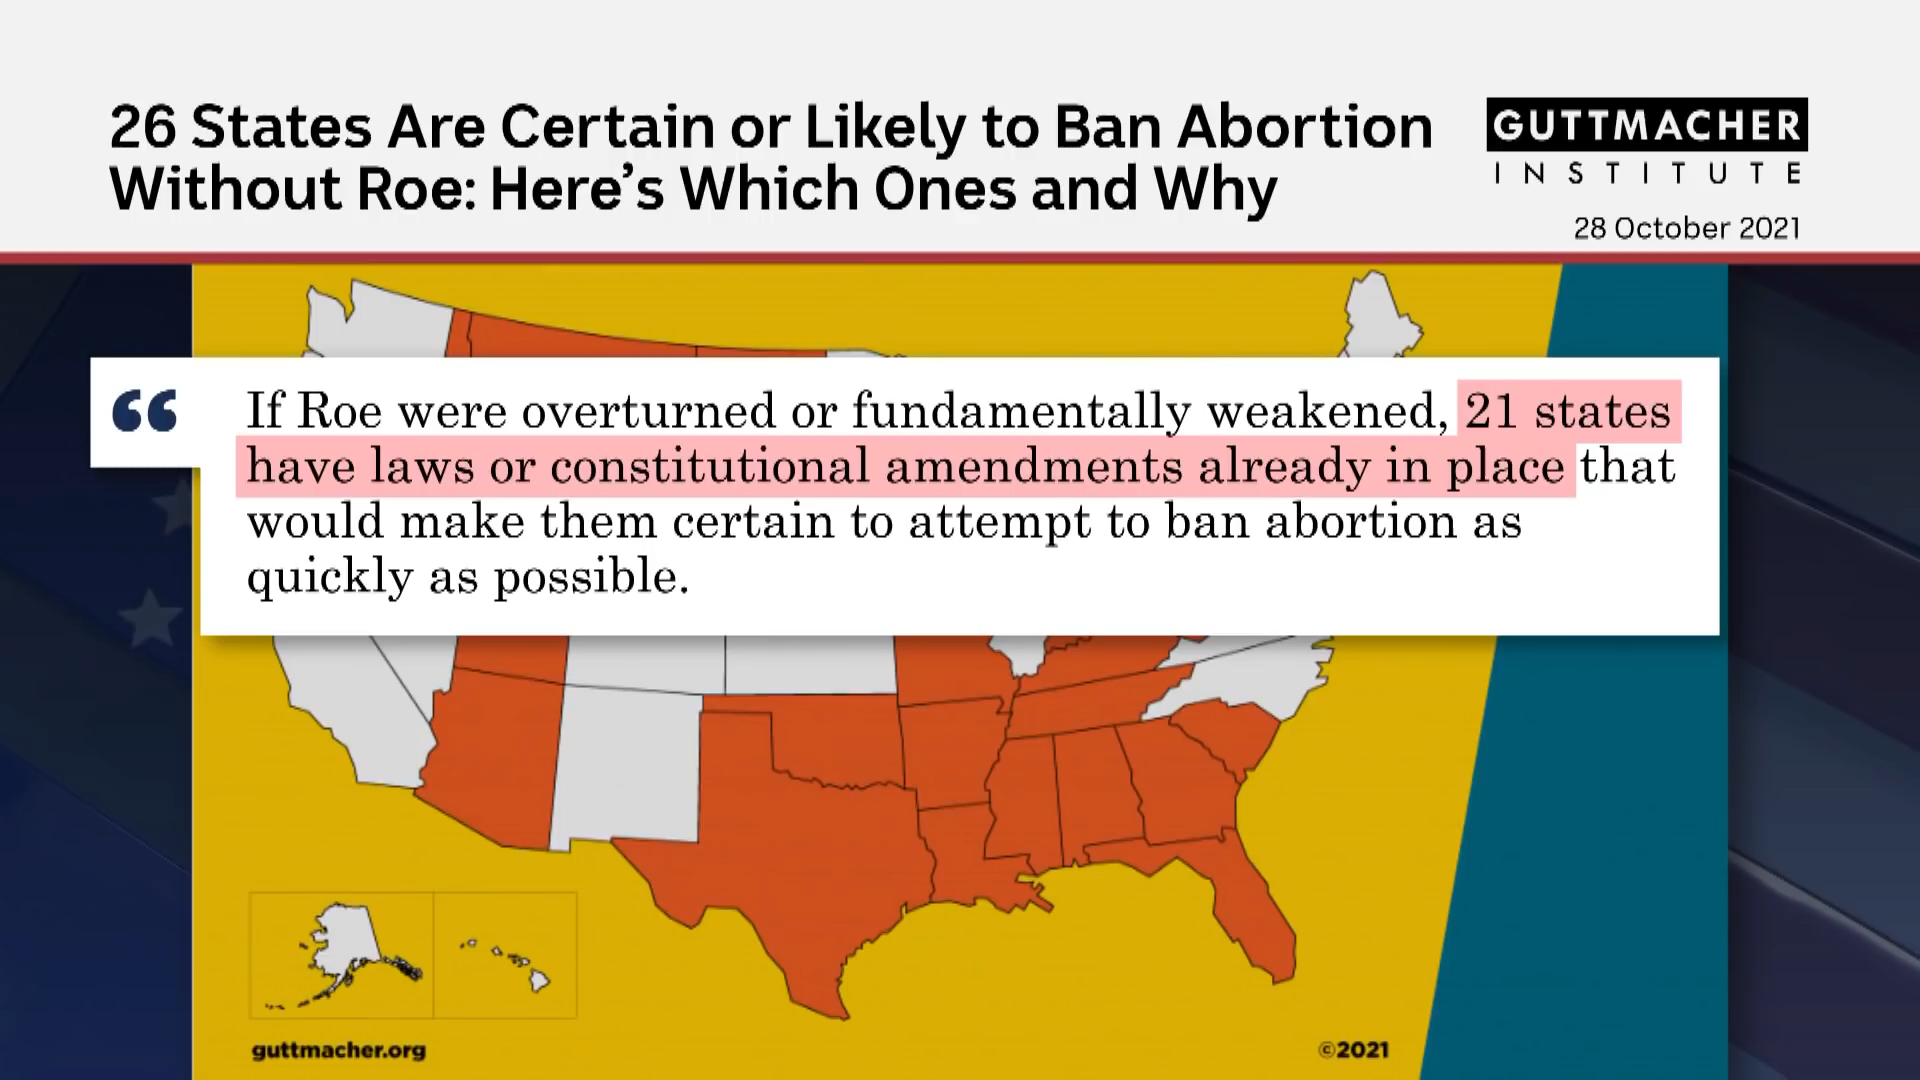 26 States Are Certain or Likely to Ban Abortion
Without Roe: Here’s Which Ones and Why
GUTTMACHER
INSTITUTE
28 October 2021
“
If Roe were overturned or fundamentally weakened, 21 states
have laws or constitutional amendments already in place that
would make them certain to attempt to ban abortion as
quickly as possible.
guttmacher.org
©2021